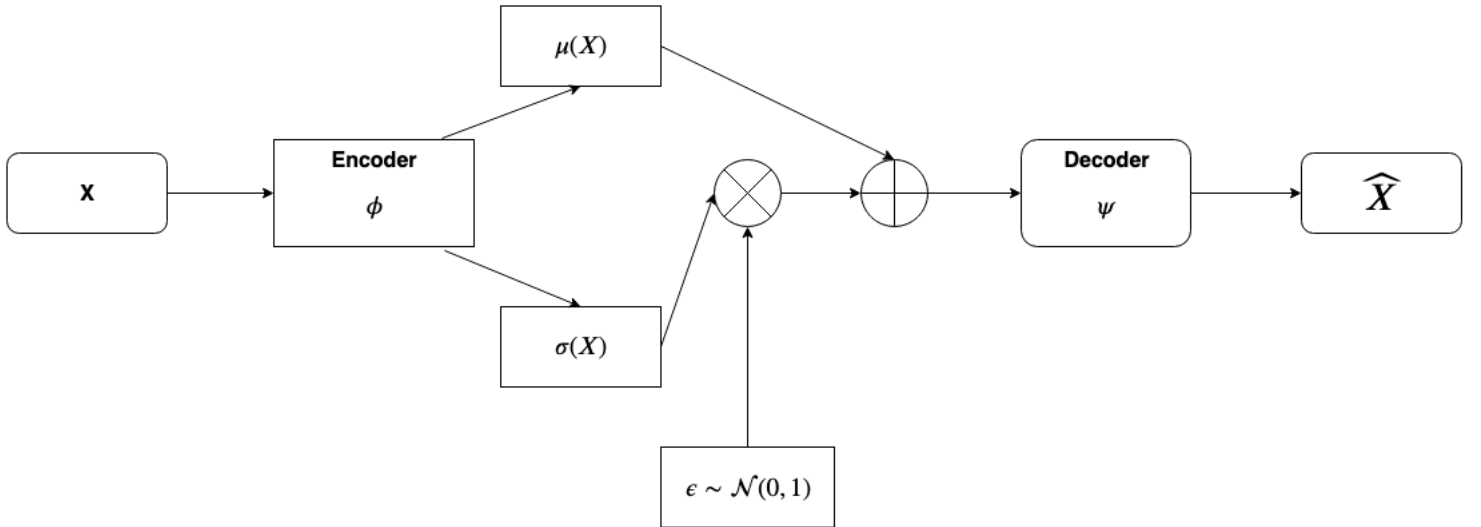 μ(X)
X
Encoder
ϕ
Decoder
ψ
X̂
σ(X)
ϵ ∼ 𝒩(0, 1)